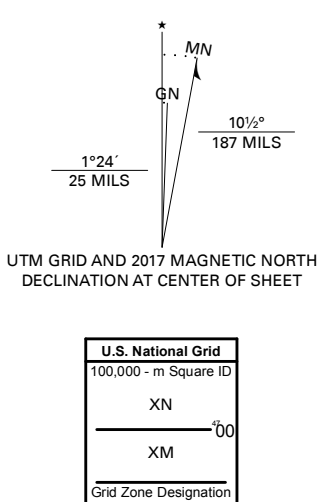 ★
MN
GN
10½°
187 MILS
1°24´
25 MILS
UTM GRID AND 2017 MAGNETIC NORTH
DECLINATION AT CENTER OF SHEET
U.S. National Grid
100,000 - m Square ID
XN
4700
XM
Grid Zone Designation